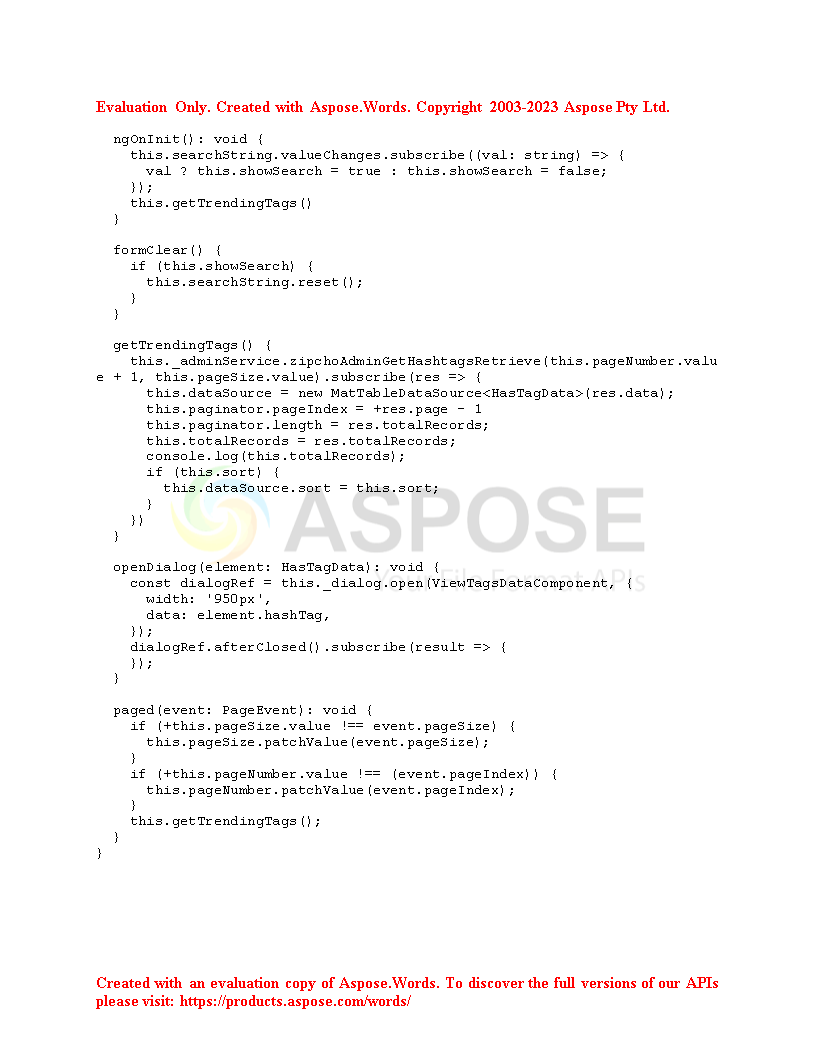 Evaluation Only. Created with Aspose.Words. Copyright 2003-2023 Aspose Pty Ltd.
  ngOnInit(): void {
    this.searchString.valueChanges.subscribe((val: string) => {
      val ? this.showSearch = true : this.showSearch = false;
    });
    this.getTrendingTags()
  }

  formClear() {
    if (this.showSearch) {
      this.searchString.reset();
    }
  }

  getTrendingTags() {
    this._adminService.zipchoAdminGetHashtagsRetrieve(this.pageNumber.valu
e + 1, this.pageSize.value).subscribe(res => {
      this.dataSource = new MatTableDataSource<HasTagData>(res.data);
      this.paginator.pageIndex = +res.page - 1
      this.paginator.length = res.totalRecords;
      this.totalRecords = res.totalRecords;
      console.log(this.totalRecords);
      if (this.sort) {
        this.dataSource.sort = this.sort;
      }
    })
  }
ASPOSE
Your File Format APIs

  openDialog(element: HasTagData): void {
    const dialogRef = this._dialog.open(ViewTagsDataComponent, {
      width: '950px',
      data: element.hashTag,
    });
    dialogRef.afterClosed().subscribe(result => {
    });
  }

  paged(event: PageEvent): void {
    if (+this.pageSize.value !== event.pageSize) {
      this.pageSize.patchValue(event.pageSize);
    }
    if (+this.pageNumber.value !== (event.pageIndex)) {
      this.pageNumber.patchValue(event.pageIndex);
    }
    this.getTrendingTags();
  }
}
Created with an evaluation copy of Aspose.Words. To discover the full versions of our APIs
please visit: https://products.aspose.com/words/